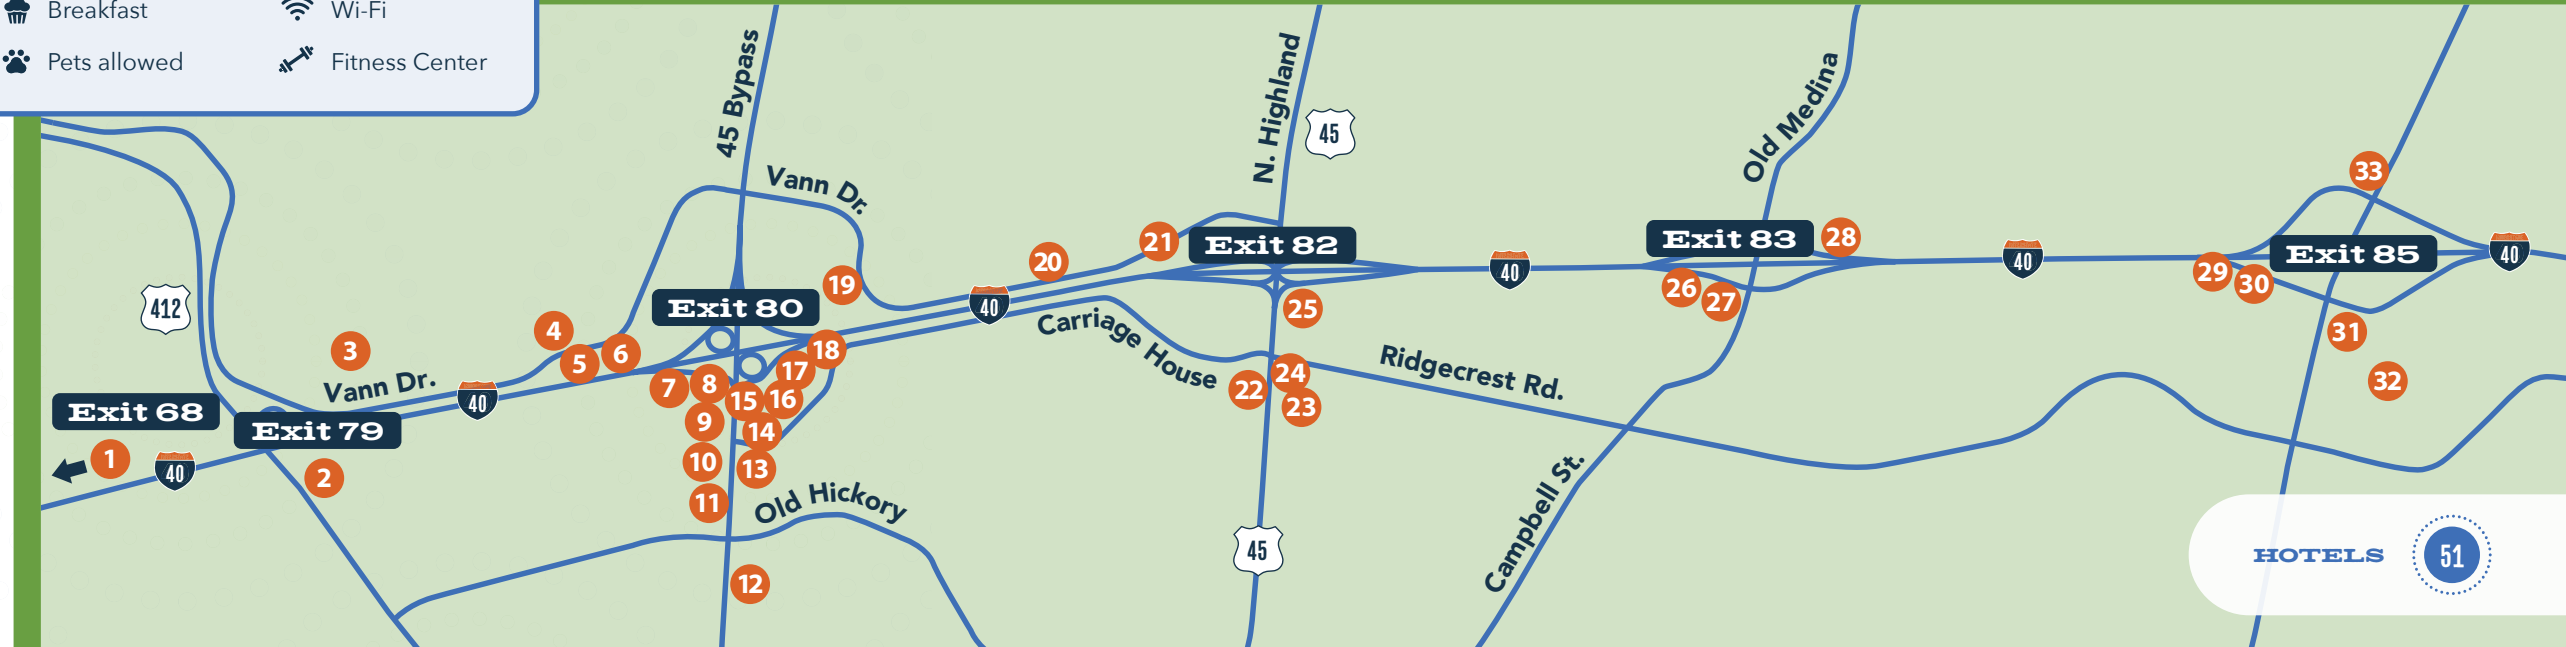 Breakfast
Wi-Fi
Pets allowed
Fitness Center
45 Bypass
N. Highland
45
Old Medina
Vann Dr.
33
21
Exit 82
Exit 83
28
20
40
40
Exit 85
40
19
29
30
26
27
412
Exit 80
40
25
4
Carriage House
31
3
5
6
18
Ridgecrest Rd.
Vann Dr.
7
8
17
22
24
32
40
15
16
23
Exit 68
9
14
Exit 79
1
40
2
10
13
11
Old Hickory
Campbell St.
45
12
HOTELS
51